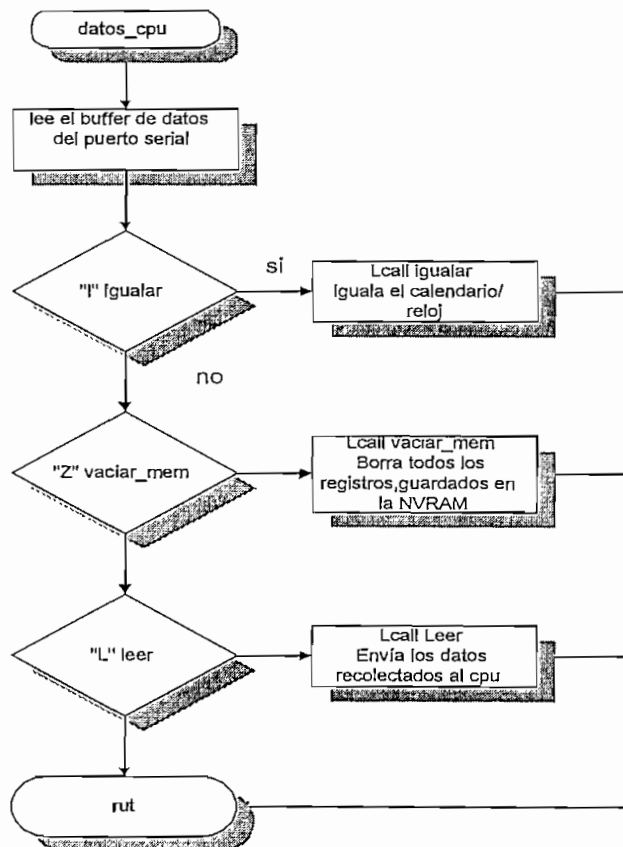 datos_cpu
lee el buffer de datos
del puerto serial
"I" Igualar
si
Lcall igualar
Iguala el calendario/
reloj
no
"Z" vaciar_mem
Lcall vaciar_mem
Borra todos los
registros,guardados en
la NVRAM
"L" leer
Lcall Leer
Envía los datos
recolectados al cpu
rut